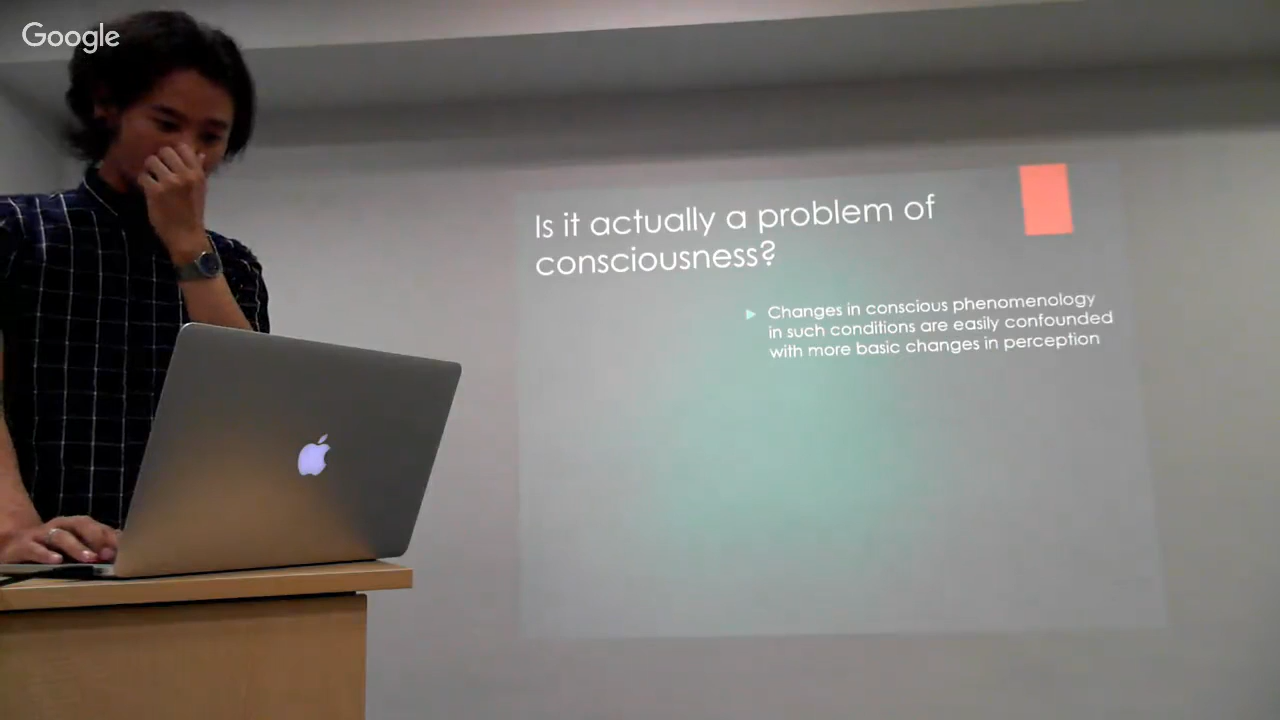 Google
Is it actually a problem of
consciousness?
Changes in conscious phenomenology
in such conditions are easily confounded
with more basic changes in perception